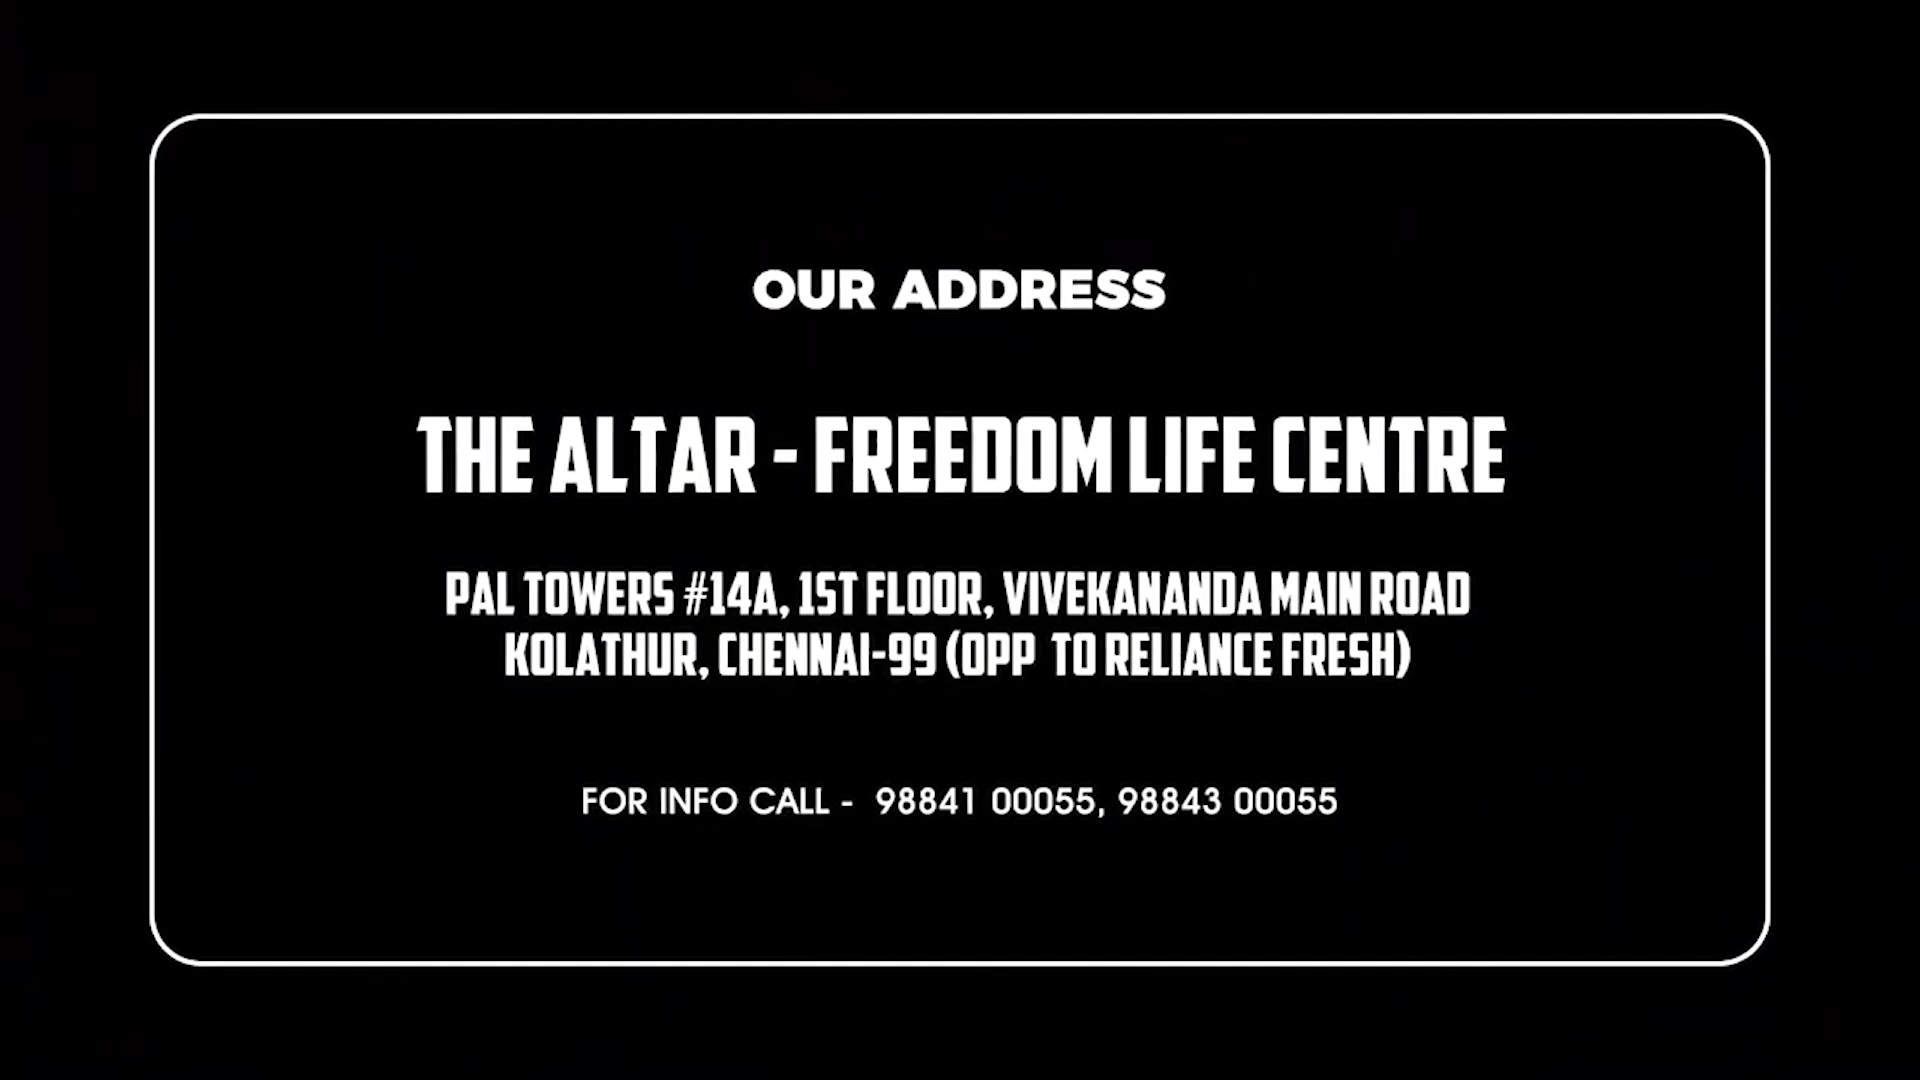 OUR ADDRESS
THE ALTAR - FREEDOM LIFE CENTRE
PAL TOWERS #14A, 1ST FLOOR, VIVEKANANDA MAIN ROAD
KOLATHUR, CHENNAI-99 (OPP TO RELIANCE FRESH)
FOR INFO CALL - 98841 00055, 98843 00055